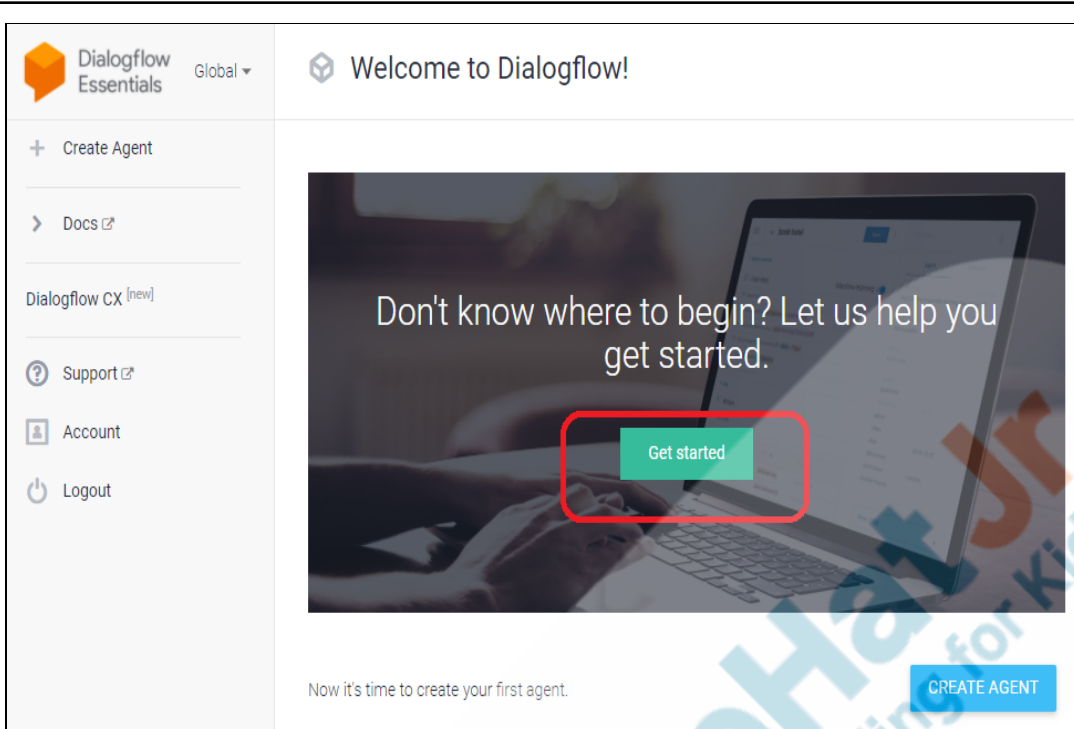 Dialogflow
Essentials
Global
Welcome to Dialogflow!
Create Agent
Docs
Dialogflow CX [new]
Support
Account
Logout
Don't know where to begin? Let us help you
get started.
Get started
Now it's time to create your first agent.
CREATE AGENT